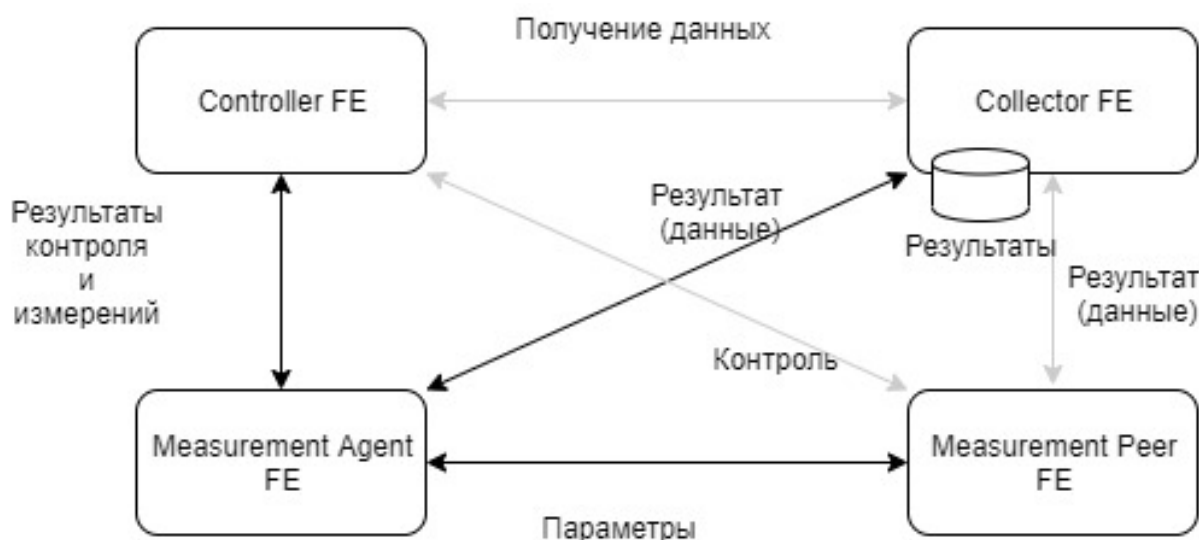 Получение данных
Controller FE
Collector FE
Результаты
контроля
и
измерений
Результат
(данные)
Результаты
Результат
(данные)
Контроль
Measurement Agent
FE
Measurement Peer
FE
Параметры